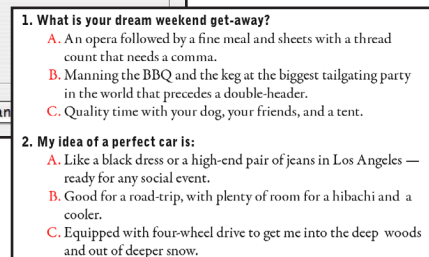 1. What is your dream weekend get-away?
A. An opera followed by a fine meal and sheets with a thread
count that needs a comma.
B. Manning the BBQ and the keg at the biggest tailgating party
in the world that precedes a double-header.
C. Quality time with your dog, your friends, and a tent.
an
2. My idea of a perfect car is:
A. Like a black dress or a high-end pair of jeans in Los Angeles —
ready for any social event.
B. Good for a road-trip, with plenty of room for a hibachi and a
cooler.
C. Equipped with four-wheel drive to get me into the deep woods
and out of deeper snow.